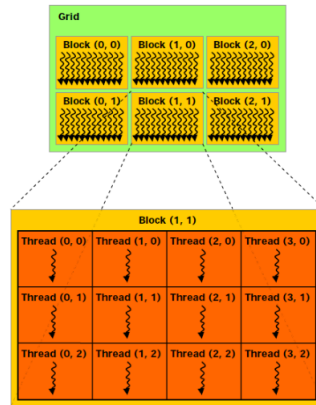 Grid
Block (0, 0) Block (1, 0) Block (2, 0)
Block (0, 1) Block (1, 1) Block (2, 1)
Block (1, 1)
Thread (0, 0) Thread (1, 0) Thread (2, 0) Thread (3, 0)
Thread (0, 1) Thread (1, 1) Thread (2, 1) Thread (3, 1)
Thread (0, 2) Thread (1, 2) Thread (2, 2) Thread (3, 2)